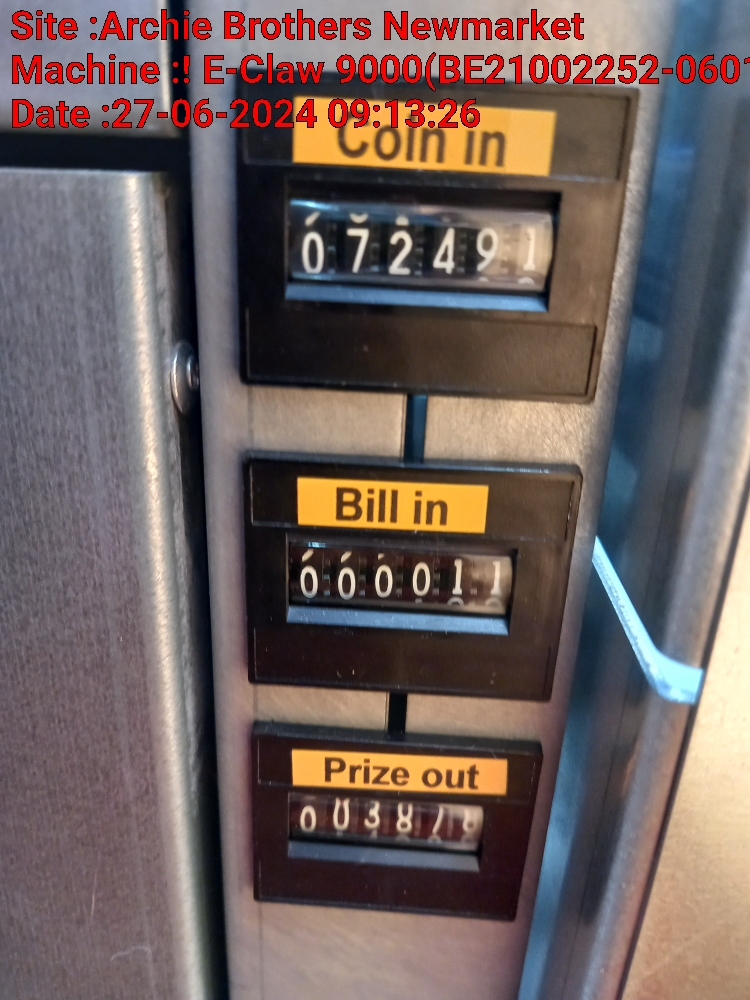 Site :Archie Brothers Newmarket
Machine :! E-Claw 9000(BE21002252-0601
Date :27-06-2024 09:13:26
Coin in
072491
Bill in
000011
Prize out